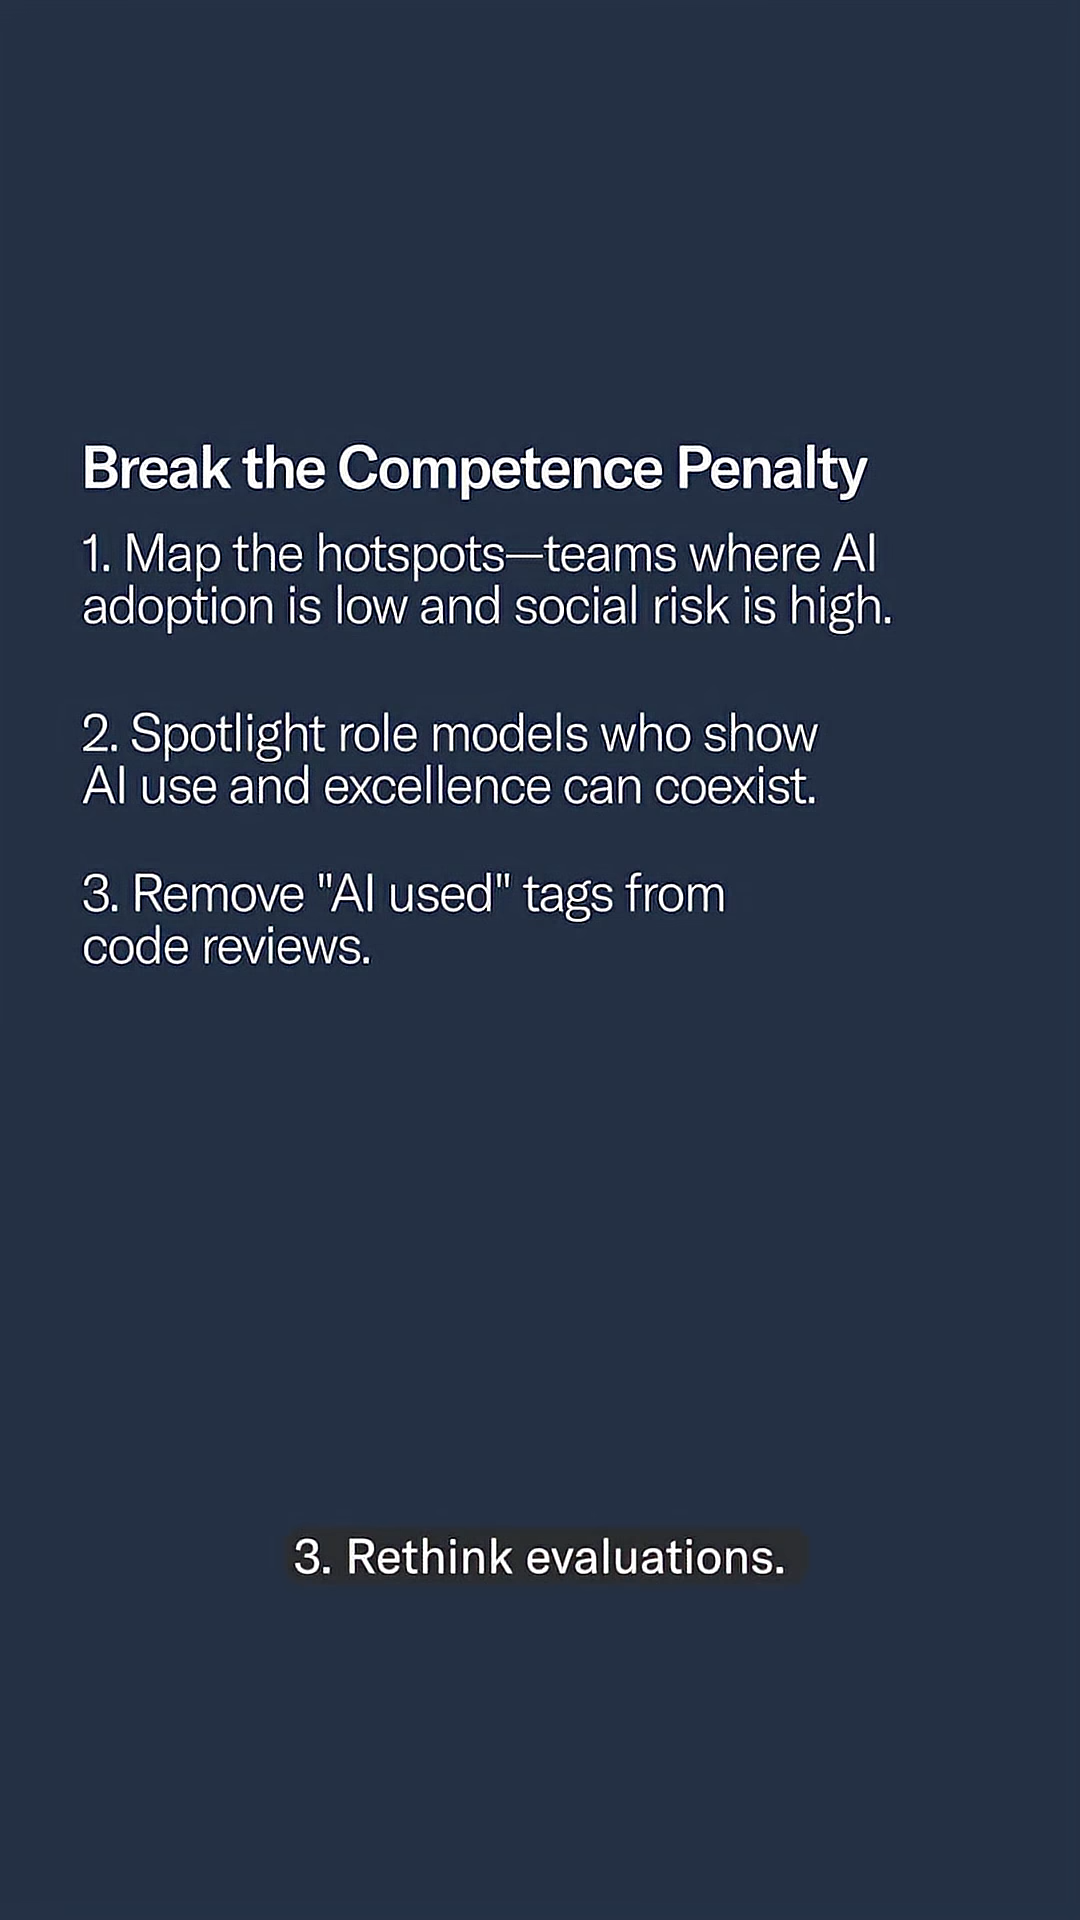 Break the Competence Penalty
1. Map the hotspots—teams where AI
adoption is low and social risk is high.
2. Spotlight role models who show
AI use and excellence can coexist.
3. Remove "AI used" tags from
code reviews.
3. Rethink evaluations.